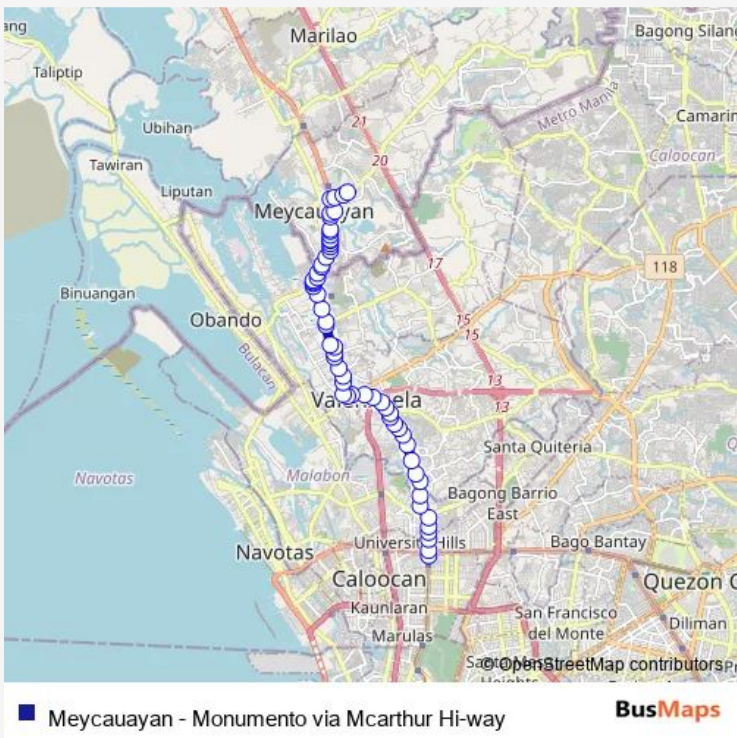 ang
Marilao
Bagong Silang
Taliptip
21
Metro Manila
Camarin
Ubihan
20
Caloocan
Tawiran
Liputan
Meycauayan
17
118
Binuangan
Obando
15
15
Bulacan
13
Valenzuela
13
Santa Quiteria
Navotas
Malabon
Bagong Barrio
East
University Hills
Bago Bantay
Navotas
Caloocan
Quezon C
Kaunlaran
San Francisco
del Monte
Diliman
Marulas
© OpenStreetMap contributors
Meycauayan - Monumento via Mcarthur Hi-way
BusMaps